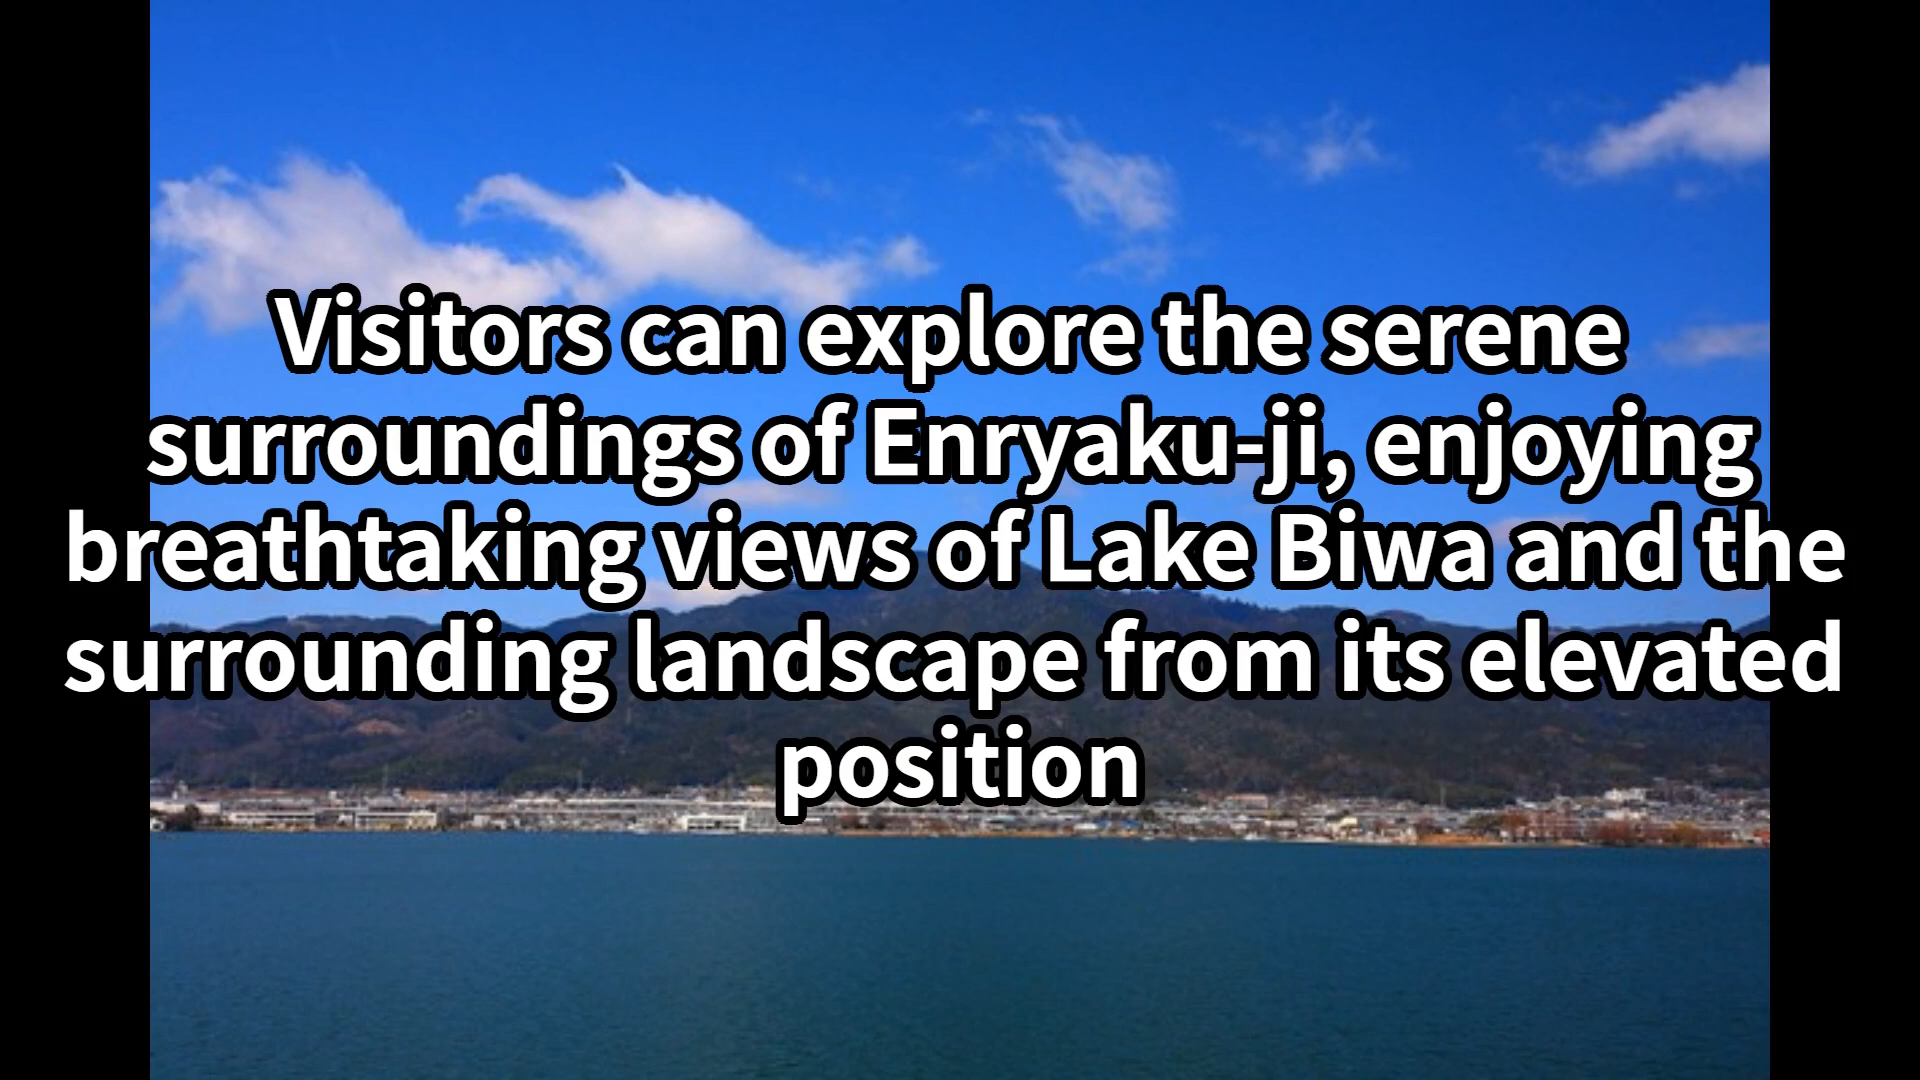 Visitors can explore the serene
surroundings of Enryaku-ji, enjoying
breathtaking views of Lake Biwa and the
surrounding landscape from its elevated
position